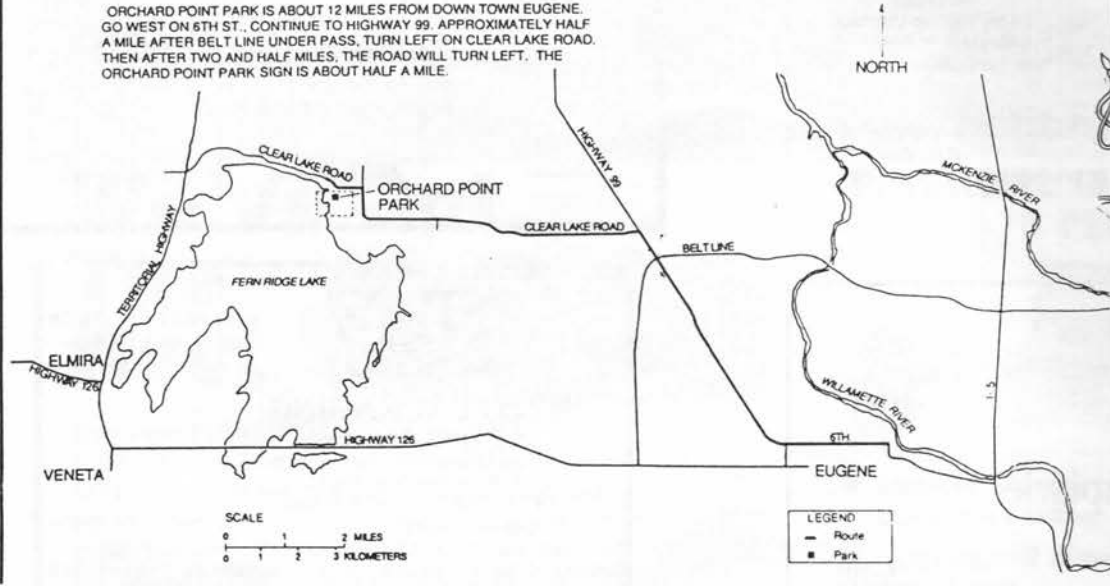 ORCHARD POINT PARK IS ABOUT 12 MILES FROM DOWN TOWN EUGENE.
GO WEST ON 6TH ST., CONTINUE TO HIGHWAY 99. APPROXIMATELY HALF
A MILE AFTER BELT LINE UNDER PASS, TURN LEFT ON CLEAR LAKE ROAD.
THEN AFTER TWO AND HALF MILES, THE ROAD WILL TURN LEFT. THE
ORCHARD POINT PARK SIGN IS ABOUT HALF A MILE.
NORTH
HIGHWAY 99
MCKENZIE RIVER
CLEAR LAKE ROAD
ORCHARD POINT
PARK
CLEAR LAKE ROAD
BELT LINE
TERRITORIAL HIGHWAY
FERN RIDGE LAKE
ELMIRA
HIGHWAY 126
WILLAMETTE RIVER
I-5
HIGHWAY 126
6TH
VENETA
EUGENE
SCALE
0 1 2 MILES
0 1 2 3 KILOMETERS
LEGEND
Route
Park